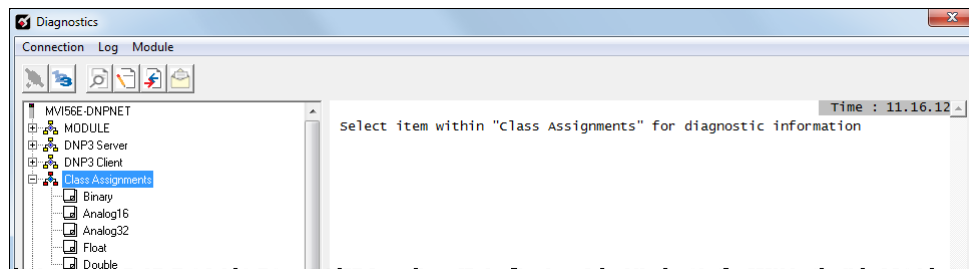 Diagnostics
Connection Log Module
MVI56E-DNPNET
MODULE
DNP3 Server
DNP3 Client
Class Assignments
Binary
Analog16
Analog32
Float
Double
Time : 11.16.12
Select item within "Class Assignments" for diagnostic information